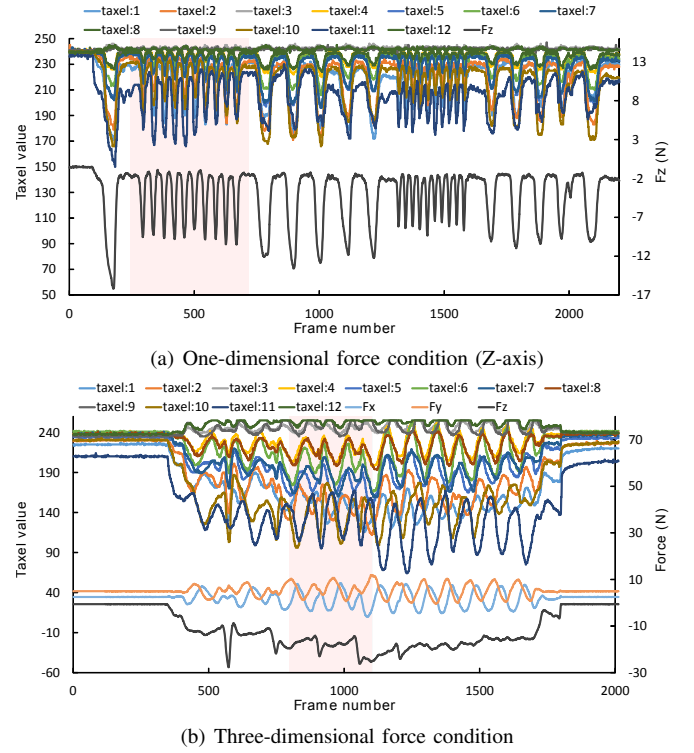 taxel:1 taxel:2 taxel:3 taxel:4 taxel:5 taxel:6 taxel:7
taxel:8 taxel:9 taxel:10 taxel:11 taxel:12 Fz
250
230
210
190
170
150
130
110
90
70
50
Taxel value
13
8
3
-2
-7
-12
-17
Fz (N)
0 500 1000 1500 2000
Frame number
(a) One-dimensional force condition (Z-axis)
taxel:1 taxel:2 taxel:3 taxel:4 taxel:5 taxel:6 taxel:7 taxel:8
taxel:9 taxel:10 taxel:11 taxel:12 Fx Fy Fz
240
190
140
90
40
-10
-60
Taxel value
70
50
30
10
-10
-30
Force (N)
0 500 1000 1500 2000
Frame number
(b) Three-dimensional force condition